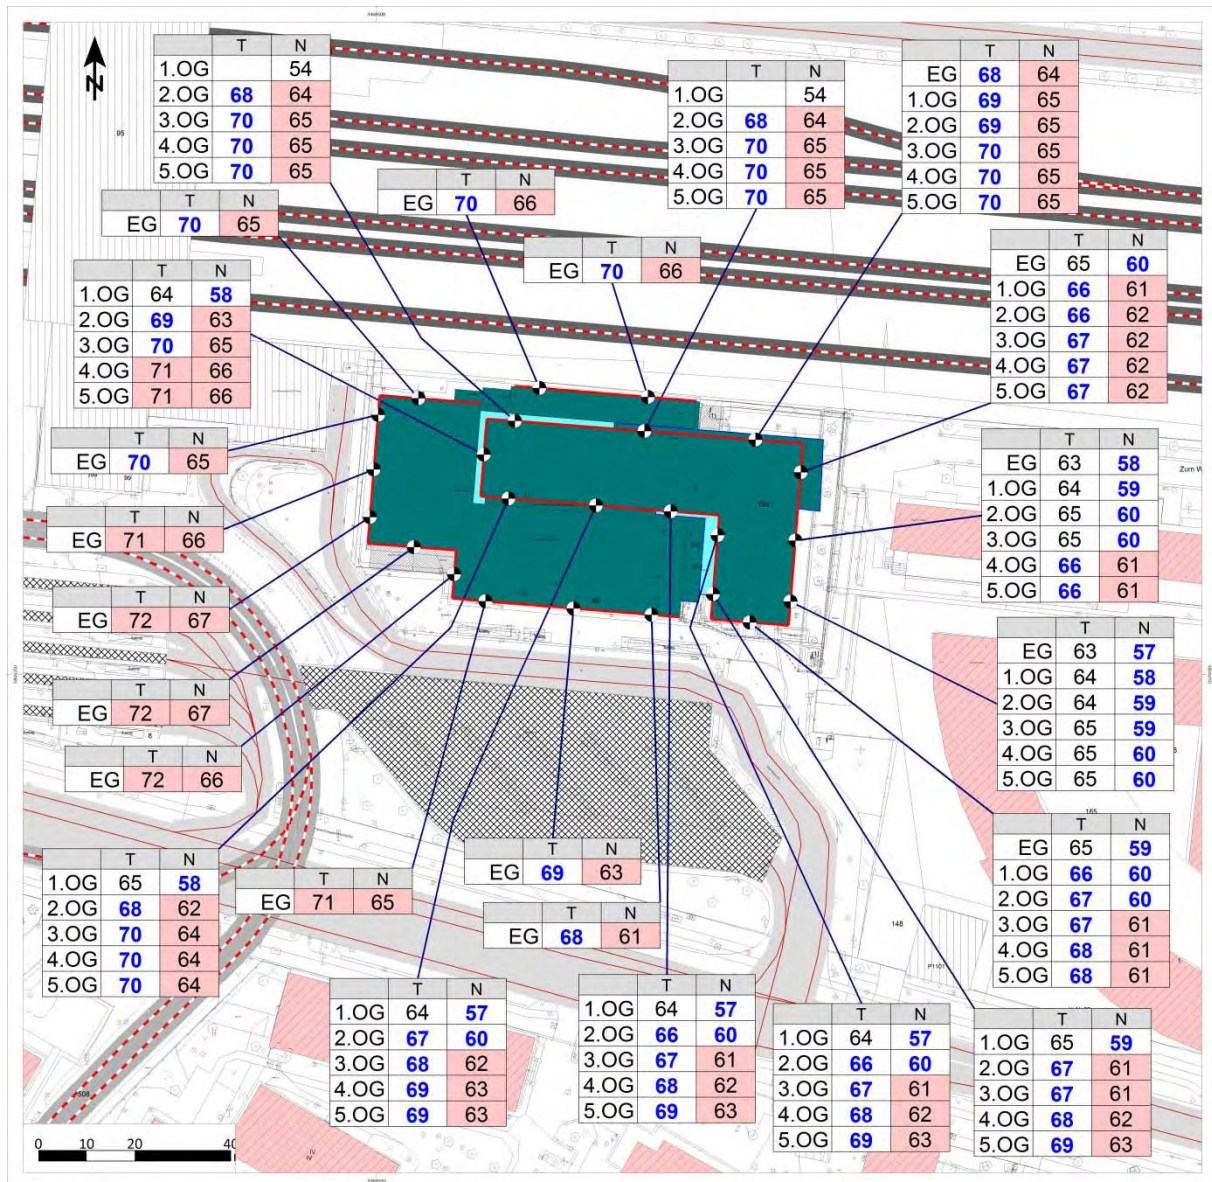 N
T N
1.OG 54
2.OG 68 64
3.OG 70 65
4.OG 70 65
5.OG 70 65
T N
1.OG 54
2.OG 68 64
3.OG 70 65
4.OG 70 65
5.OG 70 65
T N
EG 68 64
1.OG 69 65
2.OG 69 65
3.OG 70 65
4.OG 70 65
5.OG 70 65
95
T N
EG 70 66
T N
EG 70 65
T N
EG 70 66
T N
EG 65 60
1.OG 66 61
2.OG 66 62
3.OG 67 62
4.OG 67 62
5.OG 67 62
T N
1.OG 64 58
2.OG 69 63
3.OG 70 65
4.OG 71 66
5.OG 71 66
T N
EG 70 65
T N
EG 63 58
1.OG 64 59
2.OG 65 60
3.OG 65 60
4.OG 66 61
5.OG 66 61
Zum W
99
T N
EG 71 66
T N
EG 72 67
T N
EG 63 57
1.OG 64 58
2.OG 64 59
3.OG 65 59
4.OG 65 60
5.OG 65 60
T N
EG 72 67
8
T N
EG 72 66
165
T N
EG 65 59
1.OG 66 60
2.OG 67 60
3.OG 67 61
4.OG 68 61
5.OG 68 61
T N
EG 69 63
T N
1.OG 65 58
2.OG 68 62
3.OG 70 64
4.OG 70 64
5.OG 70 64
T N
EG 71 65
T N
EG 68 61
148
P1101
T N
1.OG 64 57
2.OG 67 60
3.OG 68 62
4.OG 69 63
5.OG 69 63
T N
1.OG 64 57
2.OG 66 60
3.OG 67 61
4.OG 68 62
5.OG 69 63
T N
1.OG 64 57
2.OG 66 60
3.OG 67 61
4.OG 68 62
5.OG 69 63
T N
1.OG 65 59
2.OG 67 61
3.OG 67 61
4.OG 68 62
5.OG 69 63
0 10 20 40
IV
IV